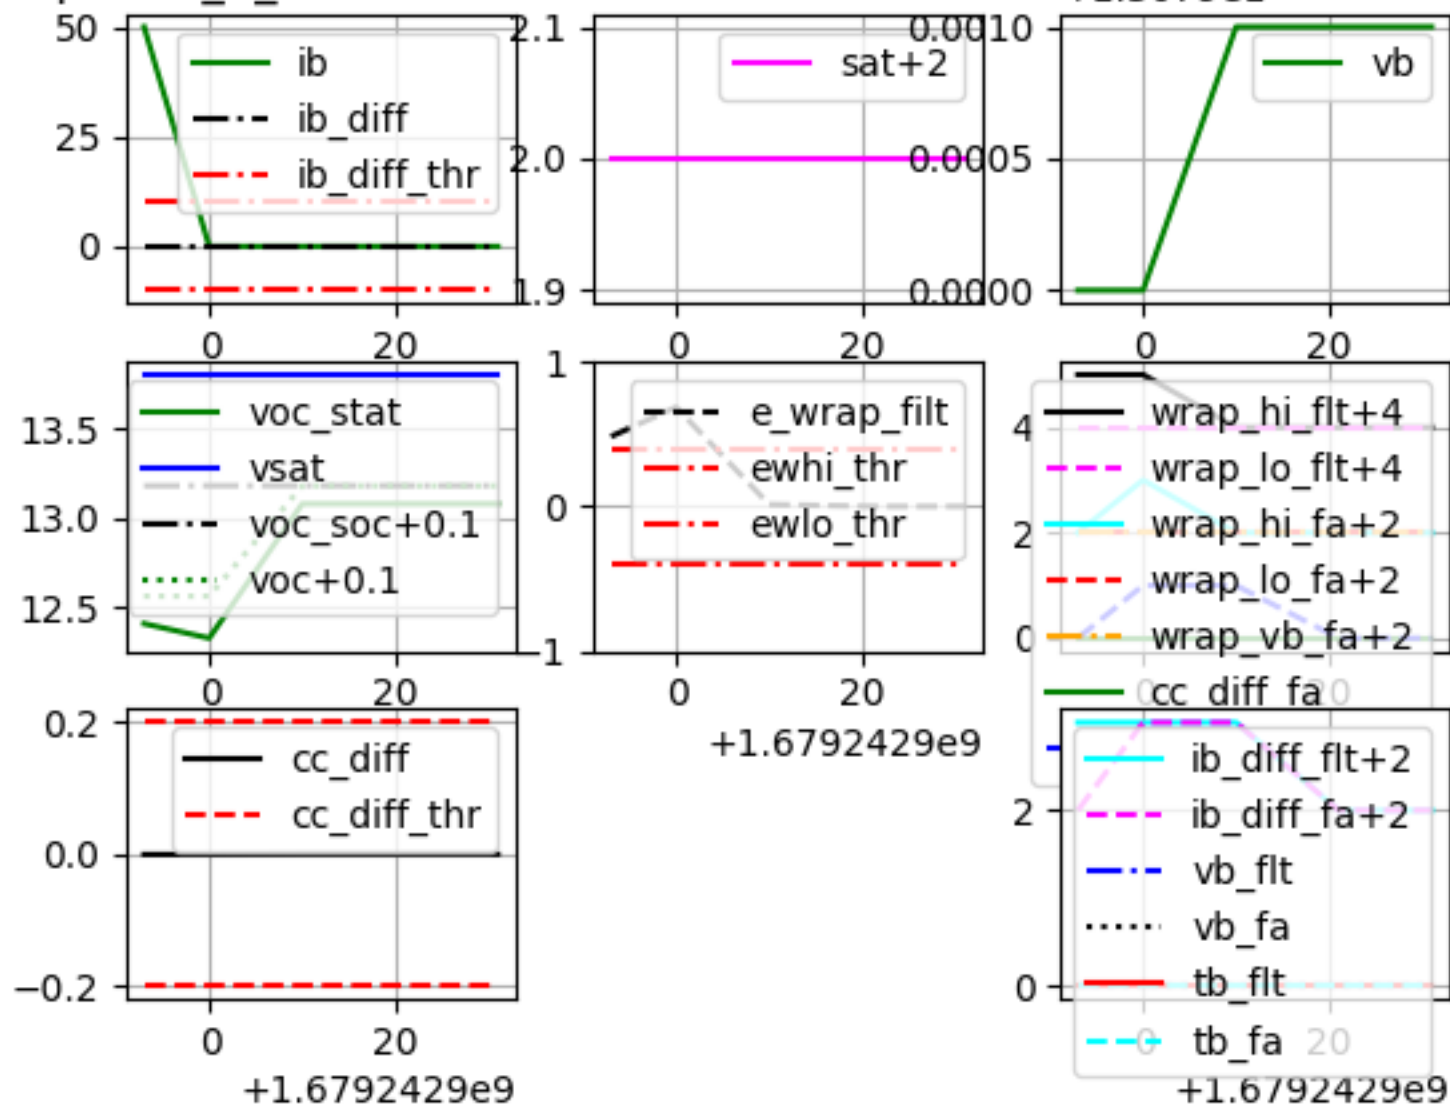 50
25
0
ib
ib_diff
ib_diff_thr
0
20
2.1
2.0
1.9
sat+2
0
20
0.0010
0.0005
0.0000
vb
0
20
13.5
13.0
12.5
voc_stat
vsat
voc_soc+0.1
voc+0.1
0
20
1
0
−1
e_wrap_filt
ewhi_thr
ewlo_thr
0
20
+1.6792429e9
4
2
0
wrap_hi_flt+4
wrap_lo_flt+4
wrap_hi_fa+2
wrap_lo_fa+2
wrap_vb_fa+2
cc_diff_fa
0
20
0.2
0.0
−0.2
cc_diff
cc_diff_thr
0
20
+1.6792429e9
2
0
ib_diff_flt+2
ib_diff_fa+2
vb_flt
vb_fa
tb_flt
tb_fa
0
20
+1.6792429e9